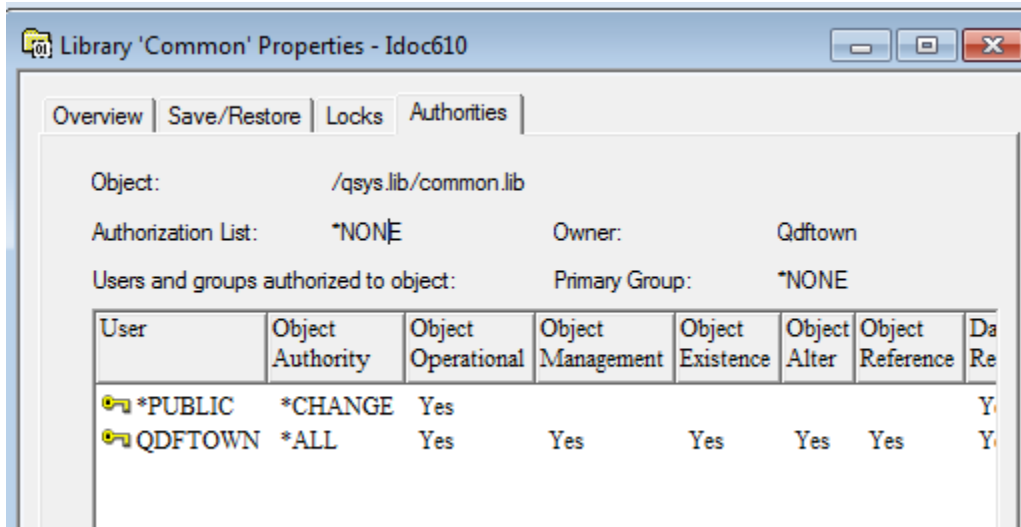 Library 'Common' Properties - Idoc610
Overview Save/Restore Locks Authorities
Object: /qsys.lib/common.lib
Authorization List: *NONE Owner: Qdftown
Users and groups authorized to object: Primary Group: *NONE
User Object Object Object Object Object Object Da
Authority Operational Management Existence Alter Reference Re
*PUBLIC *CHANGE Yes Y
QDFTOWN *ALL Yes Yes Yes Yes Yes Y